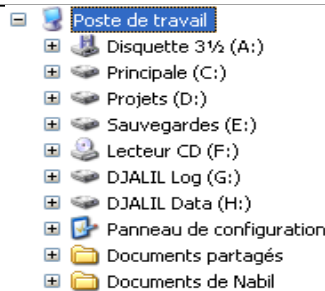 Poste de travail
Disquette 3½ (A:)
Principale (C:)
Projets (D:)
Sauvegardes (E:)
Lecteur CD (F:)
DJALIL Log (G:)
DJALIL Data (H:)
Panneau de configuration
Documents partagés
Documents de Nabil